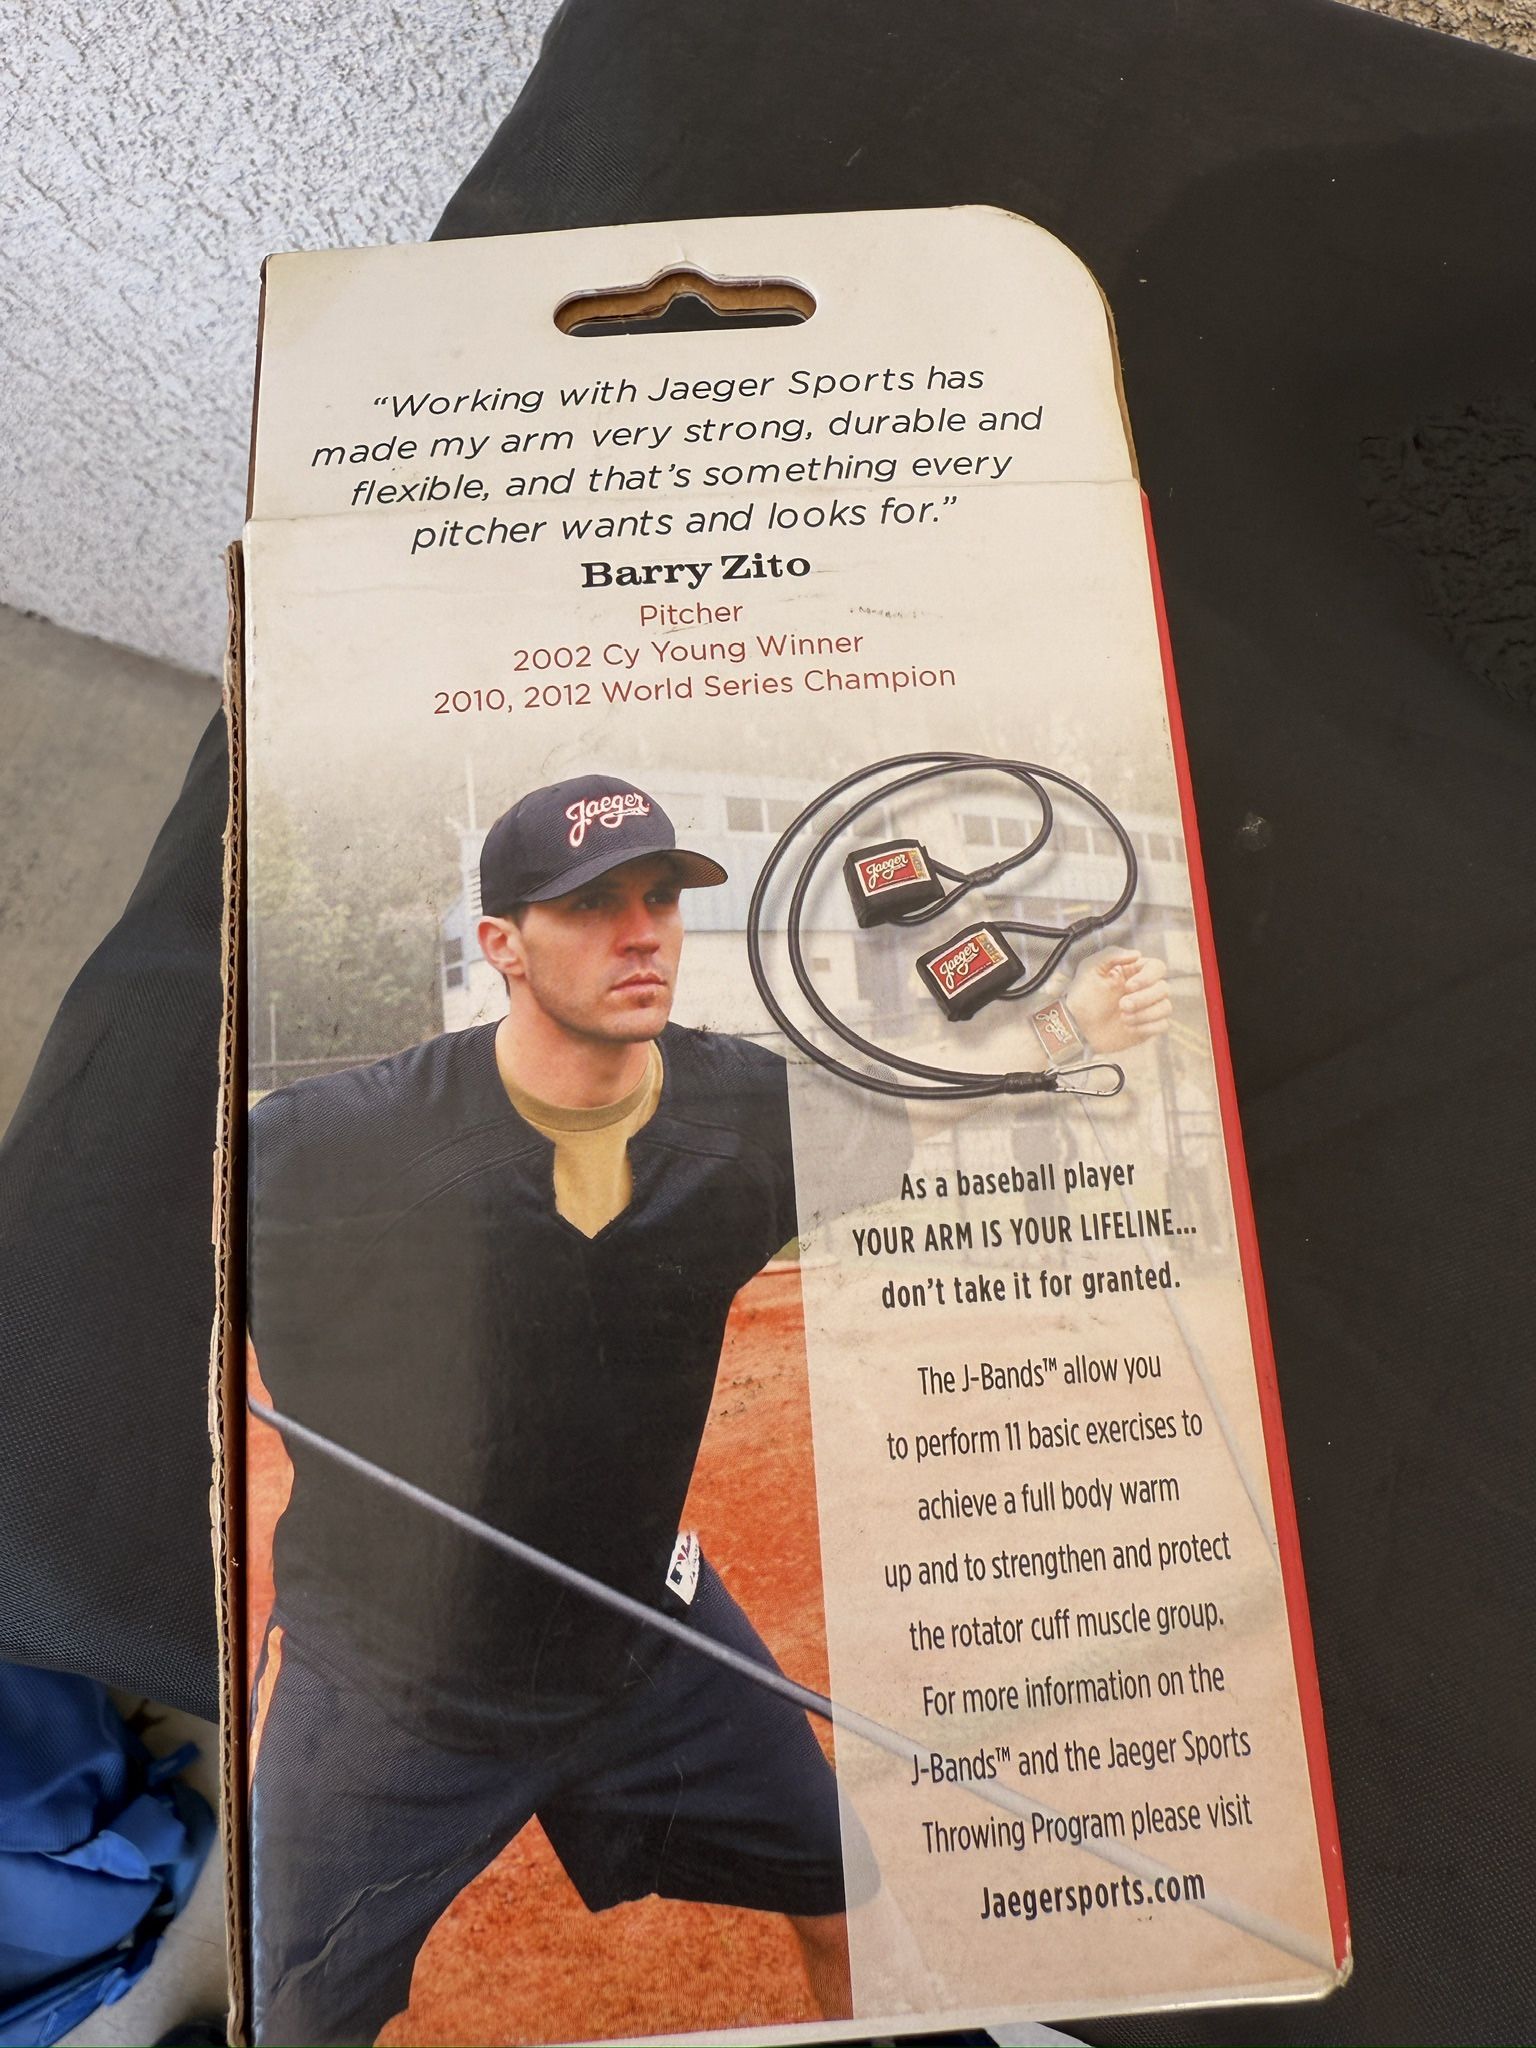 “Working with Jaeger Sports has
made my arm very strong, durable and
flexible, and that’s something every
pitcher wants and looks for.”
Barry Zito
Pitcher
2002 Cy Young Winner
2010, 2012 World Series Champion
Jaeger
Jaeger
Jaeger
Jaeger
As a baseball player
YOUR ARM IS YOUR LIFELINE...
don’t take it for granted.
The J-Bands™ allow you
to perform 11 basic exercises to
achieve a full body warm
up and to strengthen and protect
the rotator cuff muscle group.
For more information on the
J-Bands™ and the Jaeger Sports
Throwing Program please visit
Jaegersports.com